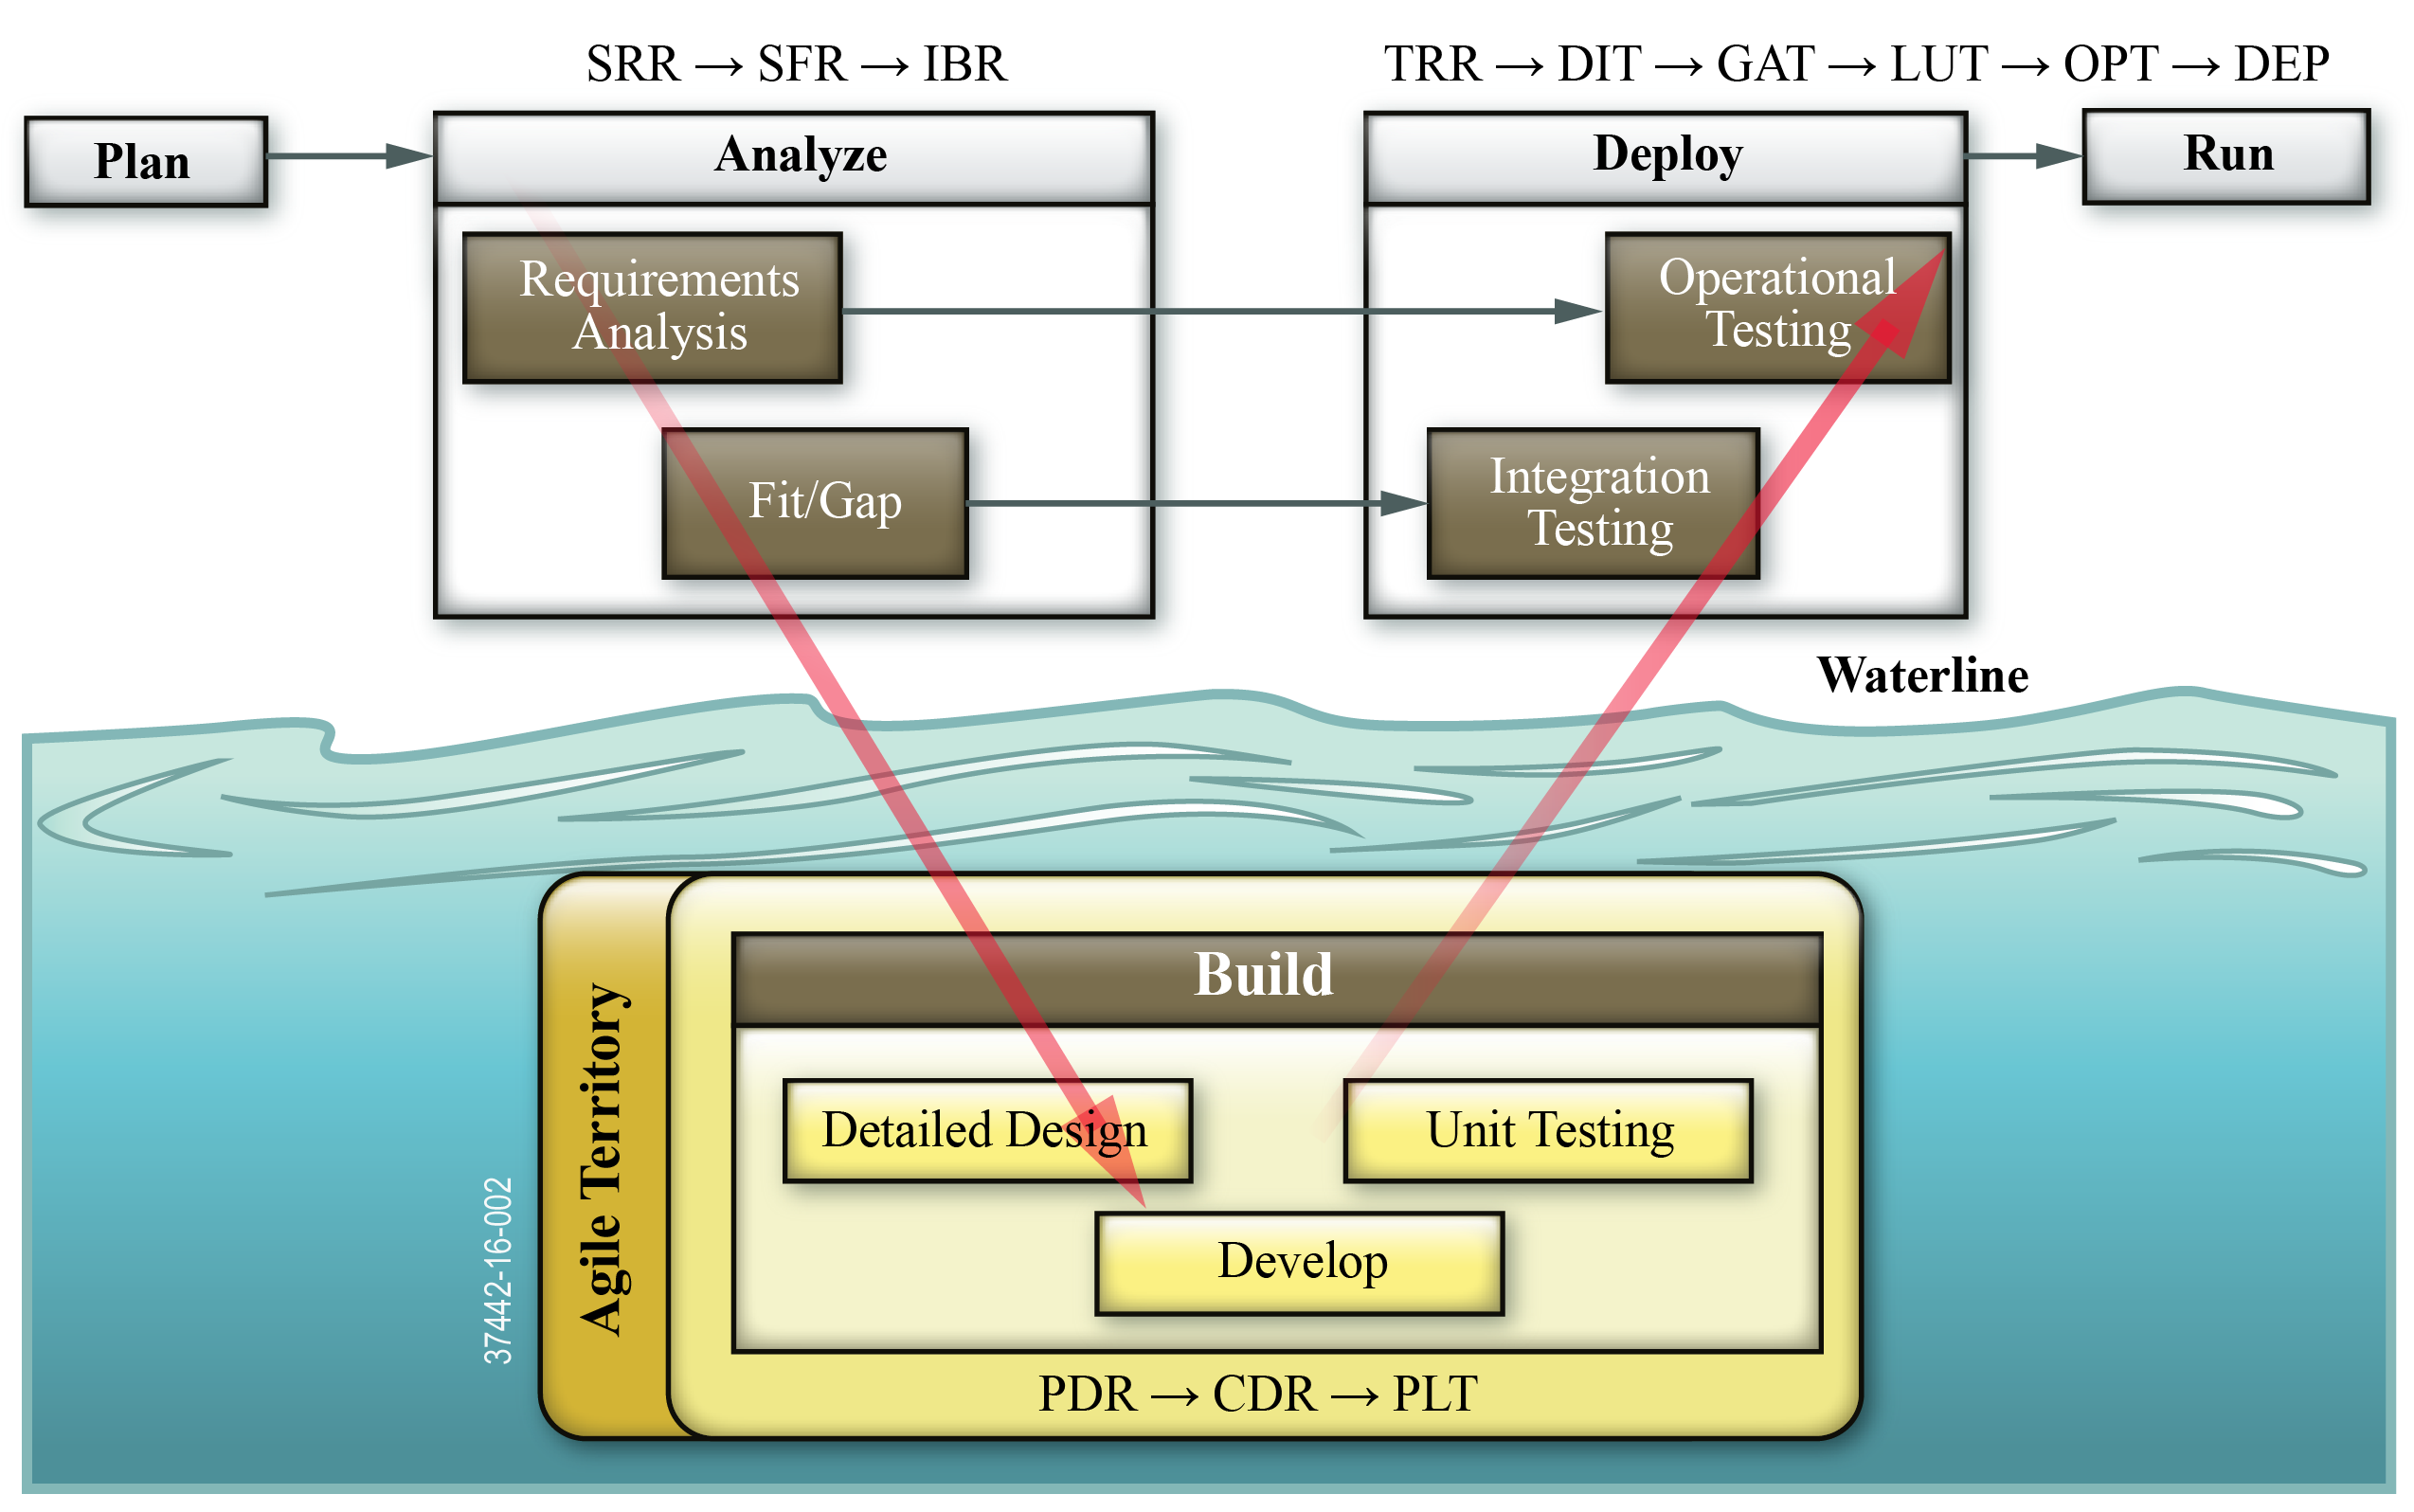 SRR → SFR → IBR
TRR → DIT → GAT → LUT → OPT → DEP
Plan
Analyze
Deploy
Run
Requirements
Analysis
Operational
Testing
Fit/Gap
Integration
Testing
Waterline
Agile Territory
Build
Detailed Design
Unit Testing
Develop
PDR → CDR → PLT
37442-16-002